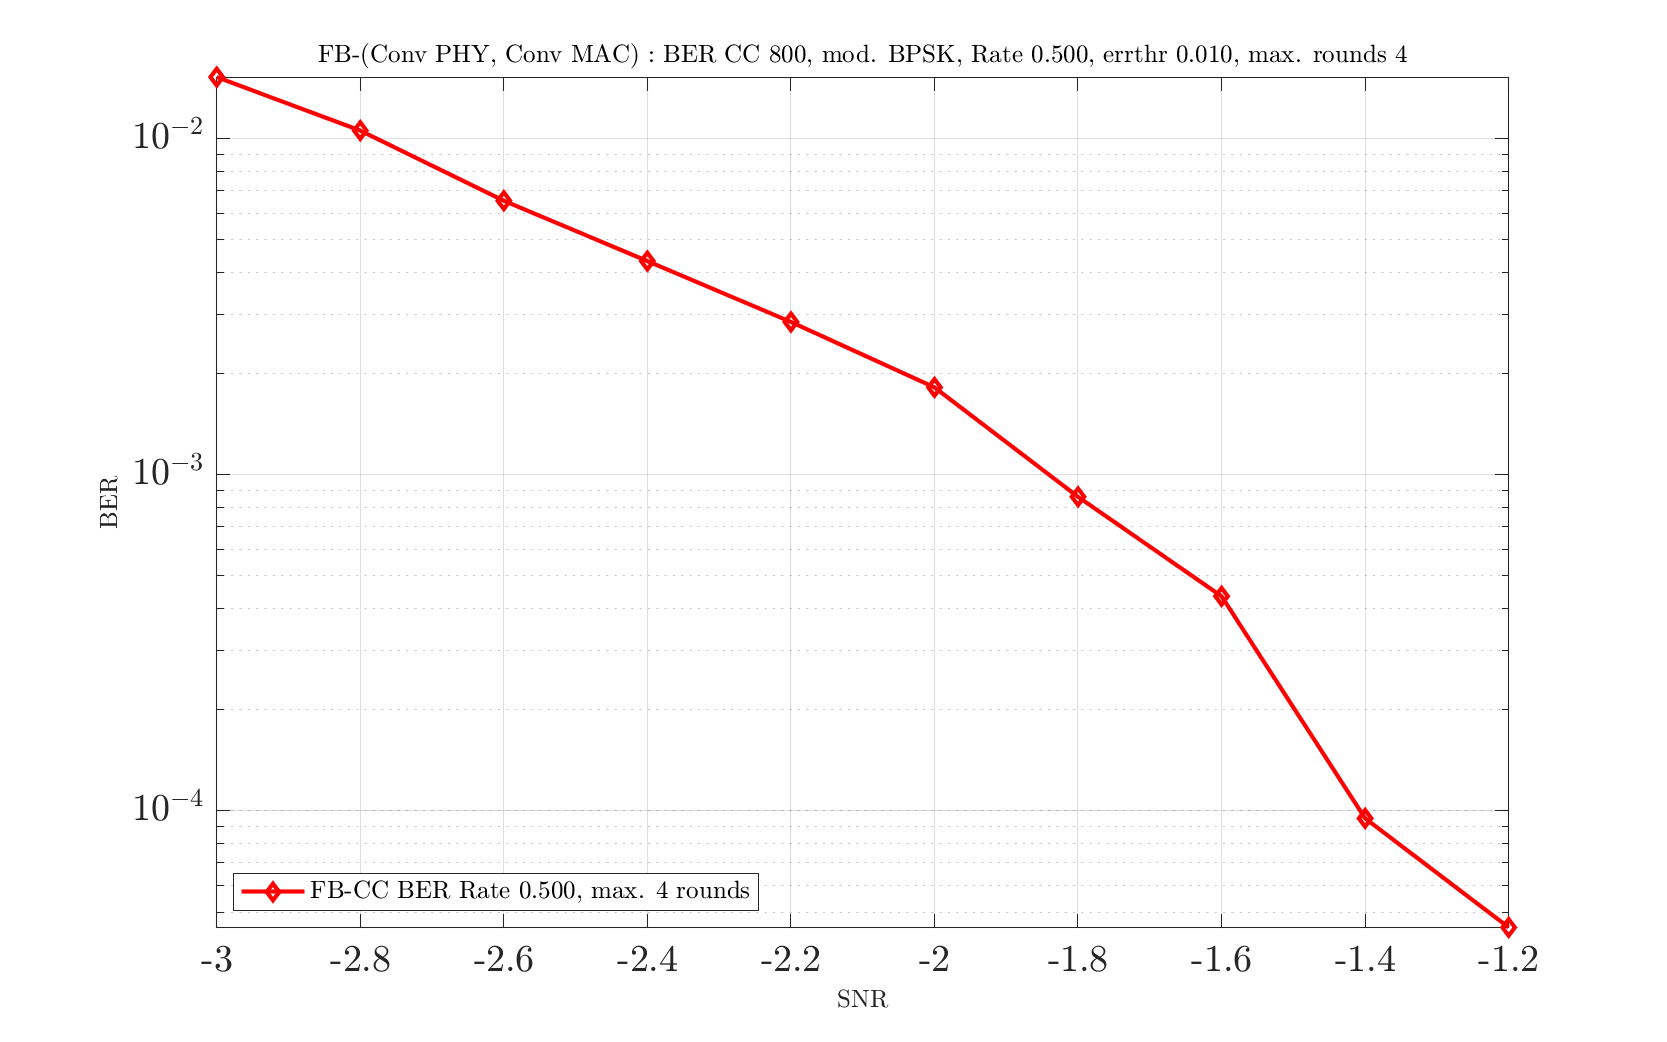 FB-(Conv PHY, Conv MAC) : BER CC 800, mod. BPSK, Rate 0.500, errthr 0.010, max. rounds 4
10⁻²
10⁻³
10⁻⁴
BER
FB-CC BER Rate 0.500, max. 4 rounds
-3 -2.8 -2.6 -2.4 -2.2 -2 -1.8 -1.6 -1.4 -1.2
SNR